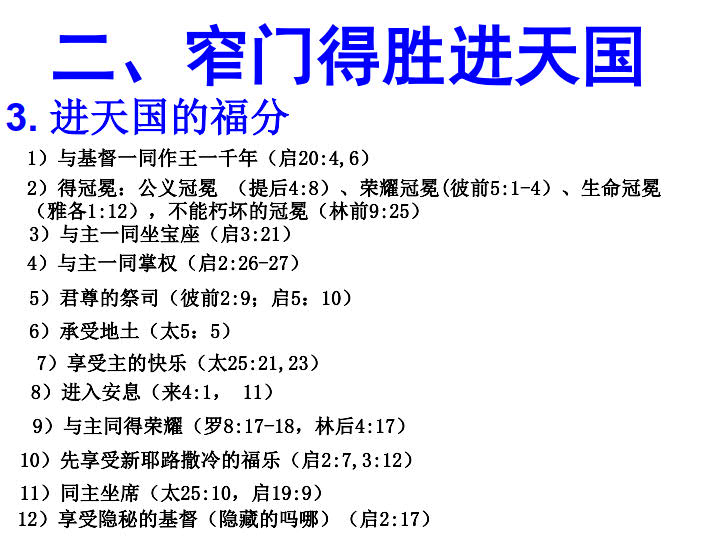 二、窄门得胜进天国
3. 进天国的福分
1）与基督一同作王一千年（启20:4,6）
2）得冠冕：公义冠冕 （提后4:8）、荣耀冠冕(彼前5:1-4）、生命冠冕
（雅各1:12），不能朽坏的冠冕（林前9:25）
3）与主一同坐宝座（启3:21）
4）与主一同掌权（启2:26-27）
5）君尊的祭司（彼前2:9；启5：10）
6）承受地土（太5：5）
7）享受主的快乐（太25:21,23）
8）进入安息（来4:1， 11）
9）与主同得荣耀（罗8:17-18，林后4:17）
10）先享受新耶路撒冷的福乐（启2:7,3:12）
11）同主坐席（太25:10，启19:9）
12）享受隐秘的基督（隐藏的吗哪）（启2:17）